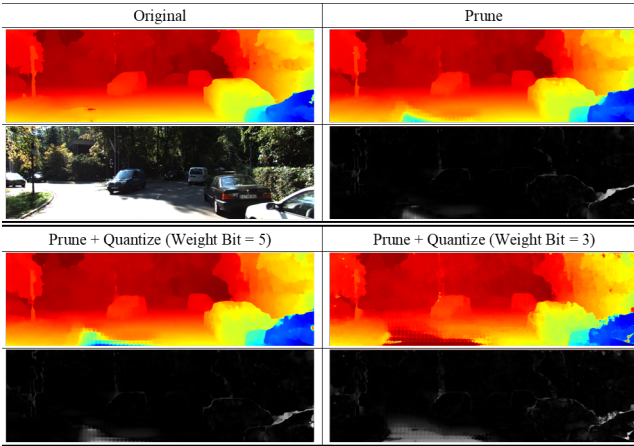 Original
Prune
Prune + Quantize (Weight Bit = 5)
Prune + Quantize (Weight Bit = 3)